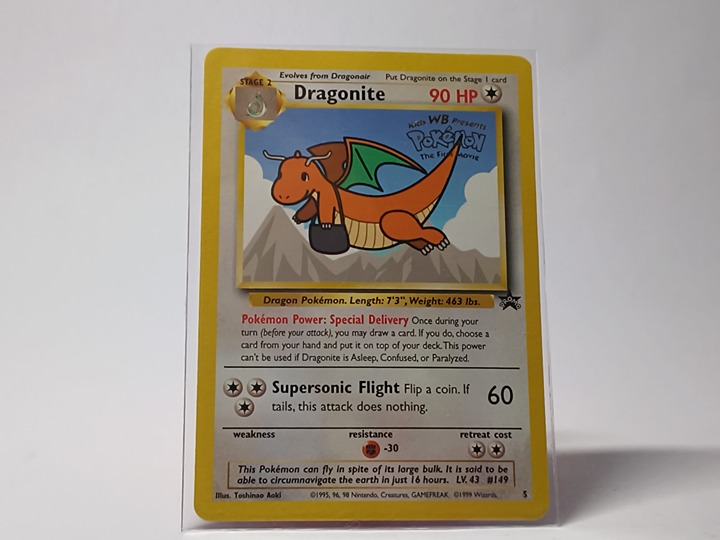 Evolves from Dragonair Put Dragonite on the Stage 1 card
STAGE 2
Dragonite 90 HP
Kids WB Presents
POKéMON
The First Movie
Dragon Pokémon. Length: 7'3", Weight: 463 lbs.
PROMO
Pokémon Power: Special Delivery Once during your
turn (before your attack), you may draw a card. If you do, choose a
card from your hand and put it on top of your deck. This power
can't be used if Dragonite is Asleep, Confused, or Paralyzed.
Supersonic Flight Flip a coin. If
tails, this attack does nothing.
60
weakness resistance retreat cost
-30
This Pokémon can fly in spite of its large bulk. It is said to be
able to circumnavigate the earth in just 16 hours. LV. 43 #149
Illus. Toshinao Aoki ©1995, 96, 98 Nintendo, Creatures, GAMEFREAK. ©1999 Wizards. 5